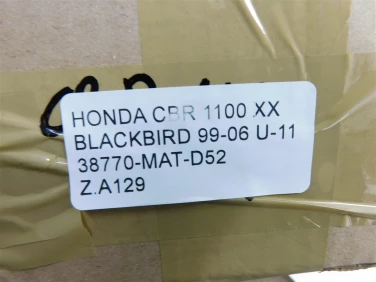 HONDA CBR 1100 XX
BLACKBIRD 99-06 U-11
38770-MAT-D52
Z.A129